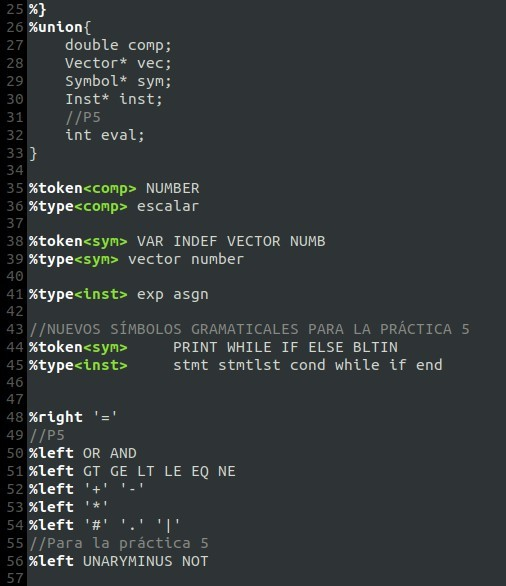 25 %}
26 %union{
27     double comp;
28     Vector* vec;
29     Symbol* sym;
30     Inst* inst;
31     //P5
32     int eval;
33 }
34
35 %token<comp> NUMBER
36 %type<comp> escalar
37
38 %token<sym> VAR INDEF VECTOR NUMB
39 %type<sym> vector number
40
41 %type<inst> exp asgn
42
43 //NUEVOS SÍMBOLOS GRAMATICALES PARA LA PRÁCTICA 5
44 %token<sym>     PRINT WHILE IF ELSE BLTIN
45 %type<inst>     stmt stmtlst cond while if end
46
47
48 %right '='
49 //P5
50 %left OR AND
51 %left GT GE LT LE EQ NE
52 %left '+' '-'
53 %left '*'
54 %left '#' '.' '|'
55 //Para la práctica 5
56 %left UNARYMINUS NOT
57